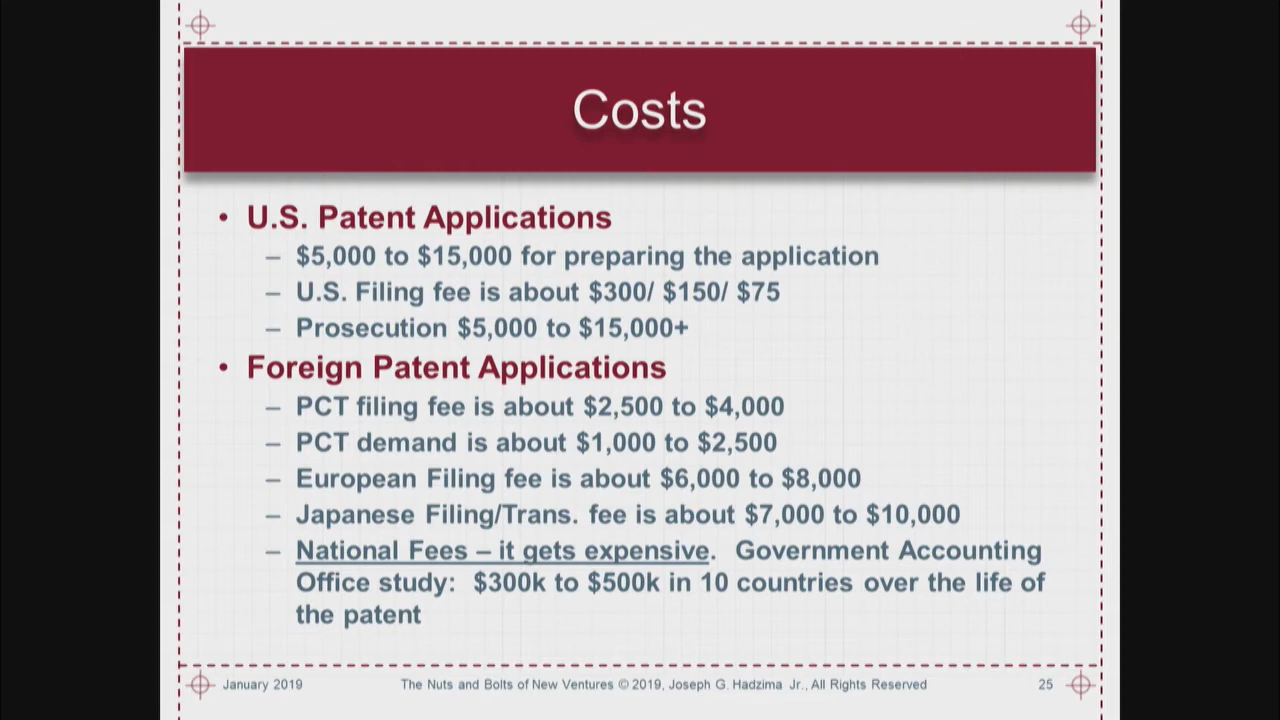 Costs
• U.S. Patent Applications
– $5,000 to $15,000 for preparing the application
– U.S. Filing fee is about $300/ $150/ $75
– Prosecution $5,000 to $15,000+
• Foreign Patent Applications
– PCT filing fee is about $2,500 to $4,000
– PCT demand is about $1,000 to $2,500
– European Filing fee is about $6,000 to $8,000
– Japanese Filing/Trans. fee is about $7,000 to $10,000
– National Fees – it gets expensive.  Government Accounting
Office study:  $300k to $500k in 10 countries over the life of
the patent
January 2019
The Nuts and Bolts of New Ventures © 2019, Joseph G. Hadzima Jr., All Rights Reserved
25